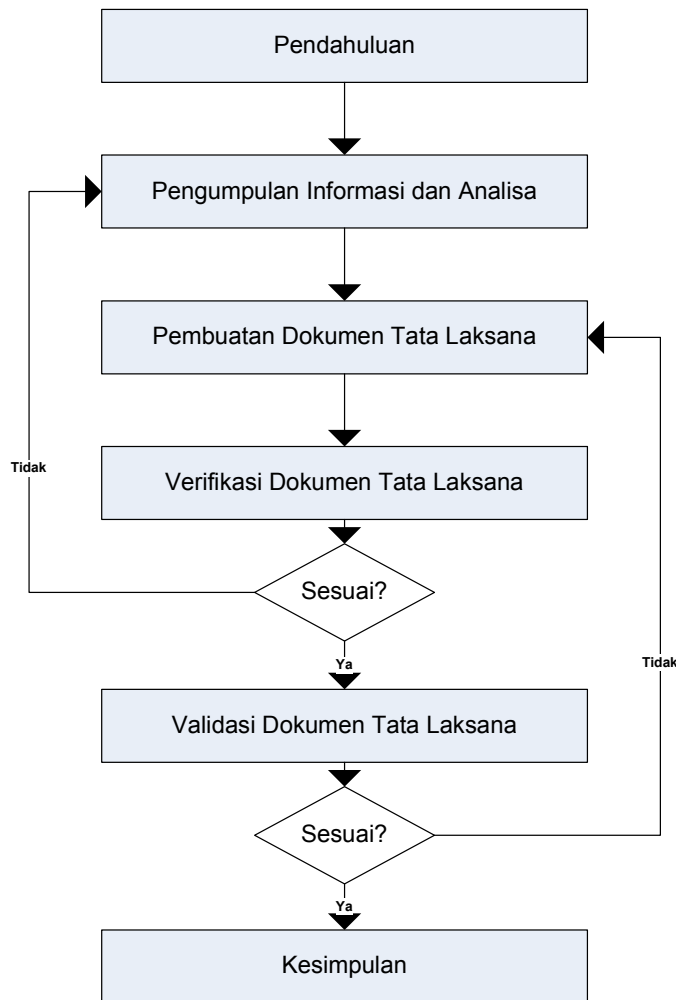 Pendahuluan
Pengumpulan Informasi dan Analisa
Pembuatan Dokumen Tata Laksana
Verifikasi Dokumen Tata Laksana
Tidak
Sesuai?
Ya
Tidak
Validasi Dokumen Tata Laksana
Sesuai?
Ya
Kesimpulan